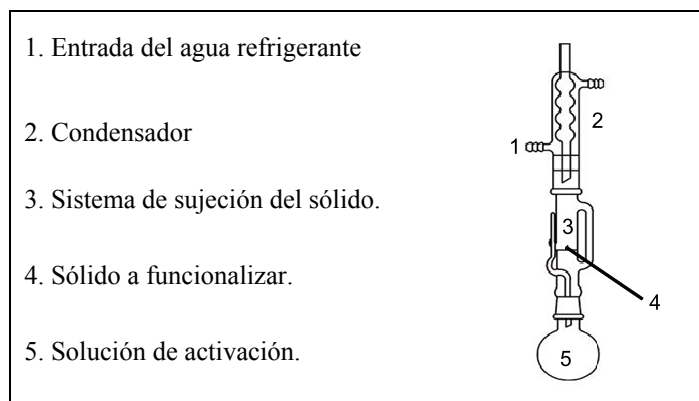 1. Entrada del agua refrigerante
2. Condensador
3. Sistema de sujeción del sólido.
4. Sólido a funcionalizar.
5. Solución de activación.
2
1
3
4
5